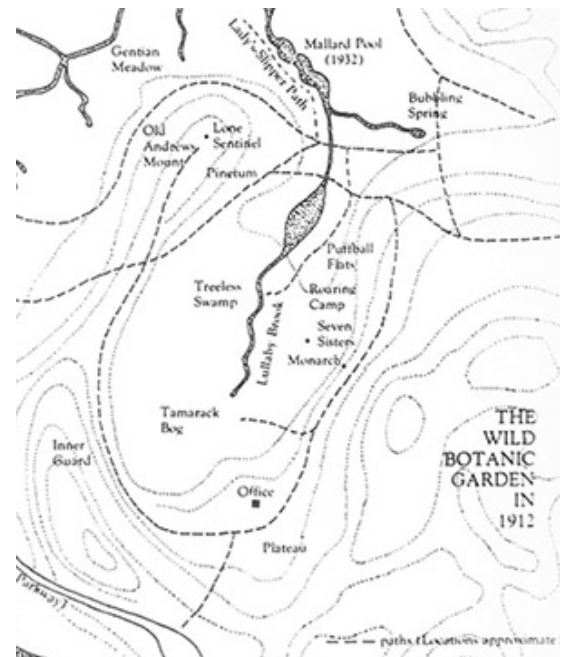 Gentian
Meadow
Lady's-Slipper Path
Mallard Pool
(1932)
Bubbling
Spring
Old
Andrews
Mount
Lone
Sentinel
Pinetum
Puffball
Flats
Treeless
Swamp
Roaring
Camp
Lullaby Brook
Seven
Sisters
Monarch
Tamarack
Bog
Inner
Guard
THE
WILD
BOTANIC
GARDEN
IN
1912
Office
Plateau
Parkway)
paths (Locations approximate